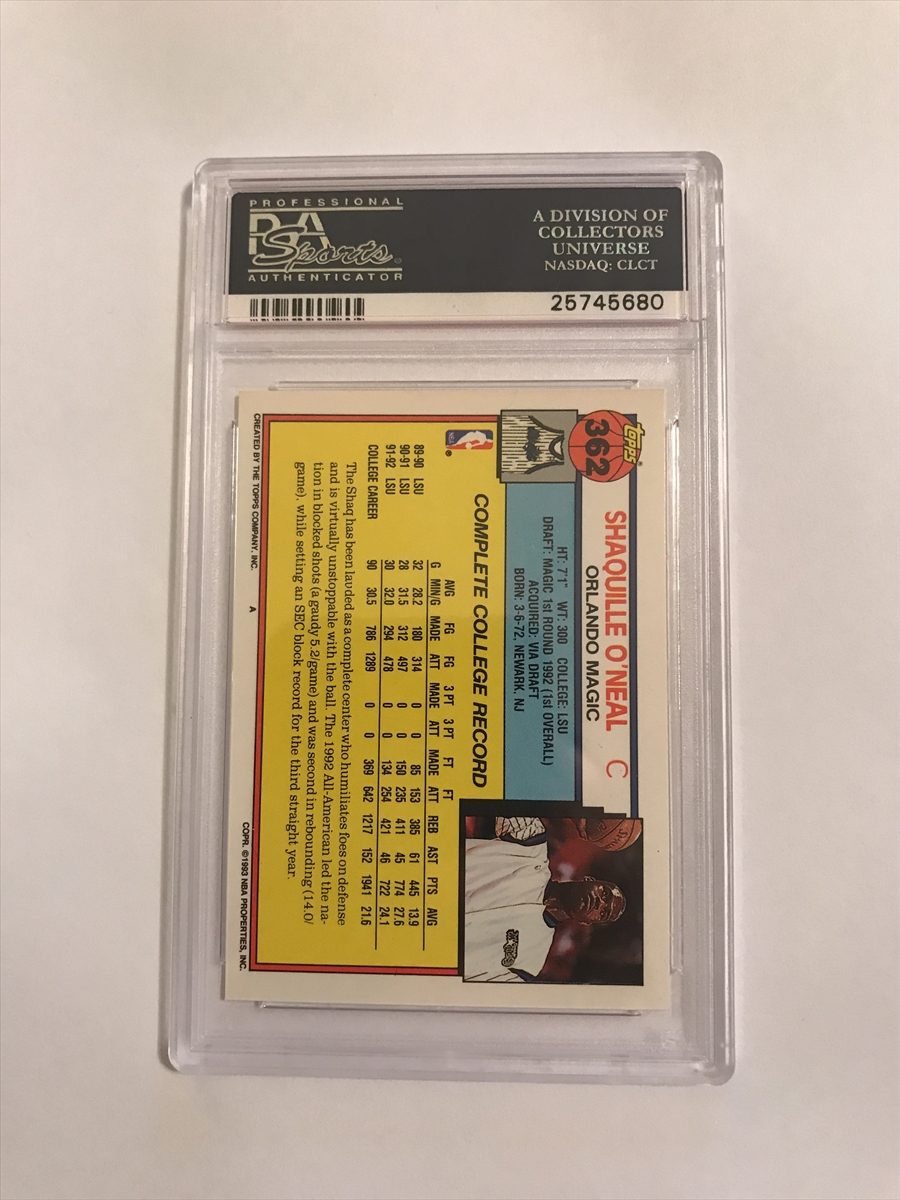 PROFESSIONAL
PSA
Sports
AUTHENTICATOR
A DIVISION OF
COLLECTORS
UNIVERSE
NASDAQ: CLCT
25745680
TOPPS®
362
SHAQUILLE O'NEAL C
ORLANDO MAGIC
HT: 7'1" WT: 300 COLLEGE: LSU
DRAFT: MAGIC 1st ROUND 1992 (1st OVERALL)
ACQUIRED: VIA DRAFT
BORN: 3-6-72, NEWARK, NJ
NBA®
COMPLETE COLLEGE RECORD
AVG FG FG 3 PT 3 PT FT FT
G MIN/G MADE ATT MADE ATT MADE ATT REB AST PTS AVG
89-90 LSU 32 28.2 180 314 0 0 85 153 385 61 445 13.9
90-91 LSU 28 31.5 312 497 0 0 150 235 411 45 774 27.6
91-92 LSU 30 32.0 294 478 0 0 134 254 421 46 722 24.1
COLLEGE CAREER 90 30.5 786 1289 0 0 369 642 1217 152 1941 21.6
The Shaq has been lauded as a complete center who humiliates foes on defense
and is virtually unstoppable with the ball. The 1992 All-American led the na-
tion in blocked shots (a gaudy 5.2/game) and was second in rebounding (14.0/
game), while setting an SEC block record for the third straight year.
CREATED BY THE TOPPS COMPANY, INC. A COPR. ©1993 NBA PROPERTIES, INC.